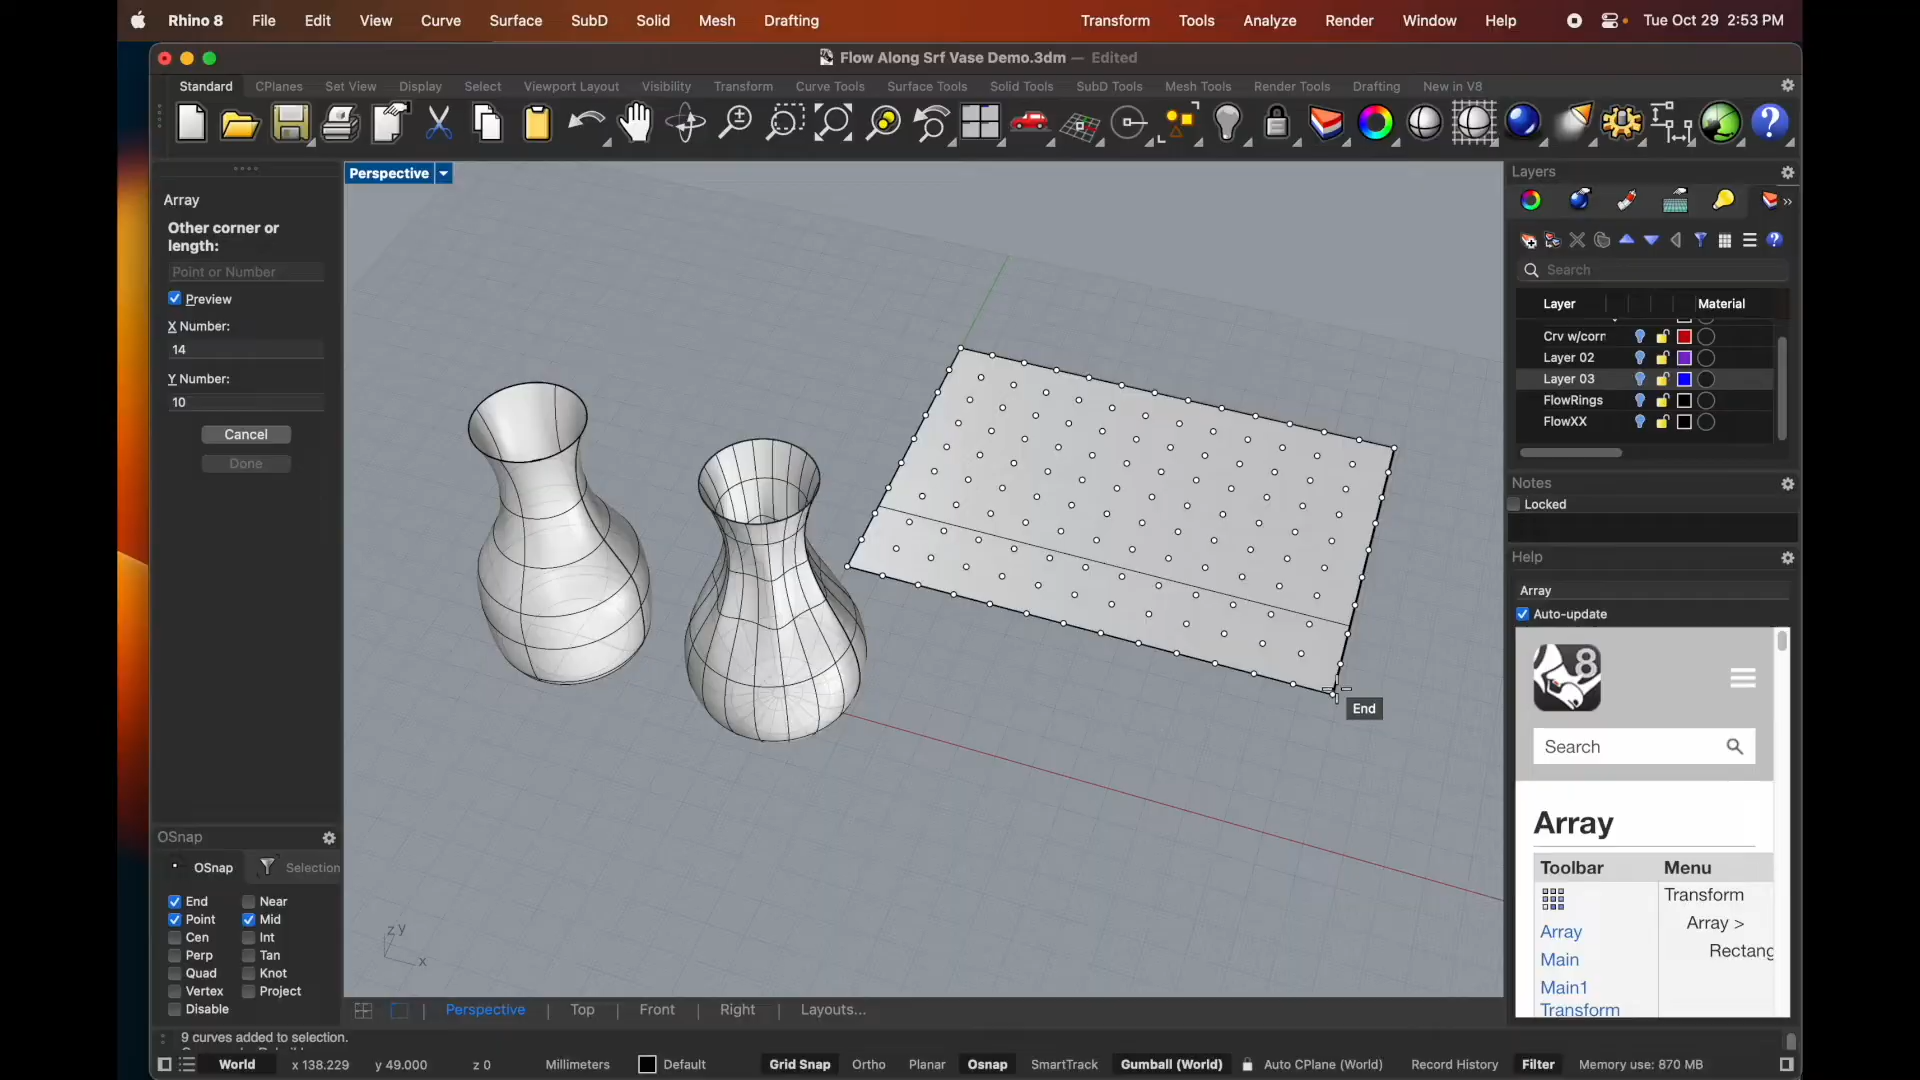 Rhino 8 File Edit View Curve Surface SubD Solid Mesh Drafting Transform Tools Analyze Render Window Help Tue Oct 29 2:53 PM
Flow Along Srf Vase Demo.3dm — Edited
Standard CPlanes Set View Display Select Viewport Layout Visibility Transform Curve Tools Surface Tools Solid Tools SubD Tools Mesh Tools Render Tools Drafting New in V8
Array
Other corner or
length:
Point or Number
Preview
X Number:
14
Y Number:
10
Cancel
Done
OSnap
OSnap Selection
End Near
Point Mid
Cen Int
Perp Tan
Quad Knot
Vertex Project
Disable
Perspective
End
z y
x
Perspective Top Front Right Layouts...
Layers
Search
Layer Material
Crv w/corn
Layer 02
Layer 03
FlowRings
FlowXX
Notes
Locked
Help
Array
Auto-update
8
Search
Array
Toolbar Menu
Transform
Array >
Array
Rectang
Main
Main1
Transform
9 curves added to selection.
World x 138.229 y 49.000 z 0 Millimeters Default Grid Snap Ortho Planar Osnap SmartTrack Gumball (World) Auto CPlane (World) Record History Filter Memory use: 870 MB